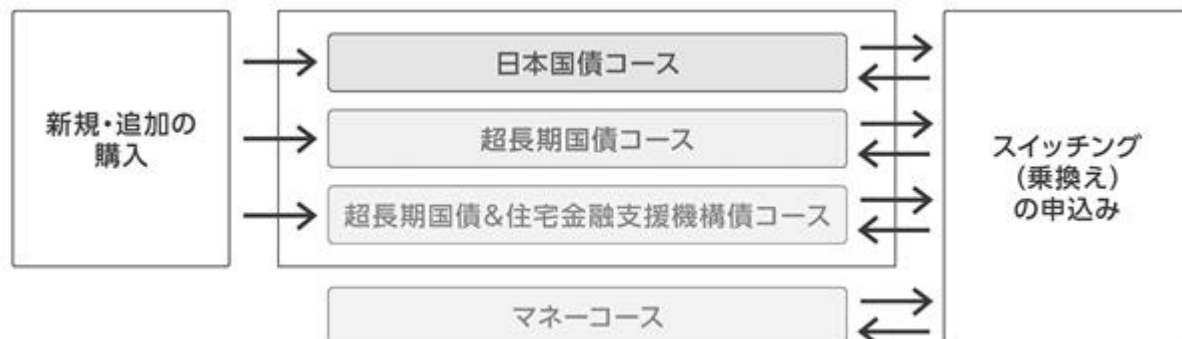 新規・追加の
購入
日本国債コース
超長期国債コース
超長期国債&住宅金融支援機構債コース
マネーコース
スイッチング
(乗換え)
の申込み